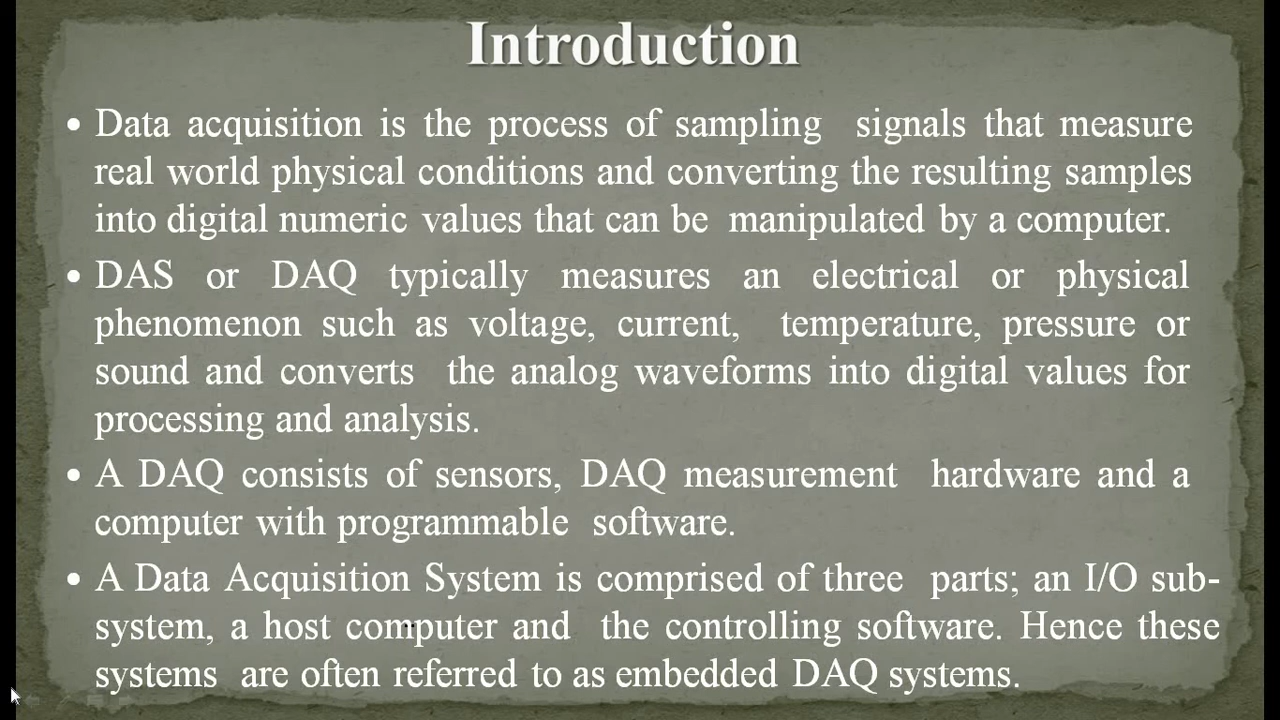 Introduction
• Data acquisition is the process of sampling signals that measure
real world physical conditions and converting the resulting samples
into digital numeric values that can be manipulated by a computer.
• DAS or DAQ typically measures an electrical or physical
phenomenon such as voltage, current, temperature, pressure or
sound and converts the analog waveforms into digital values for
processing and analysis.
• A DAQ consists of sensors, DAQ measurement hardware and a
computer with programmable software.
• A Data Acquisition System is comprised of three parts; an I/O sub-
system, a host computer and the controlling software. Hence these
systems are often referred to as embedded DAQ systems.